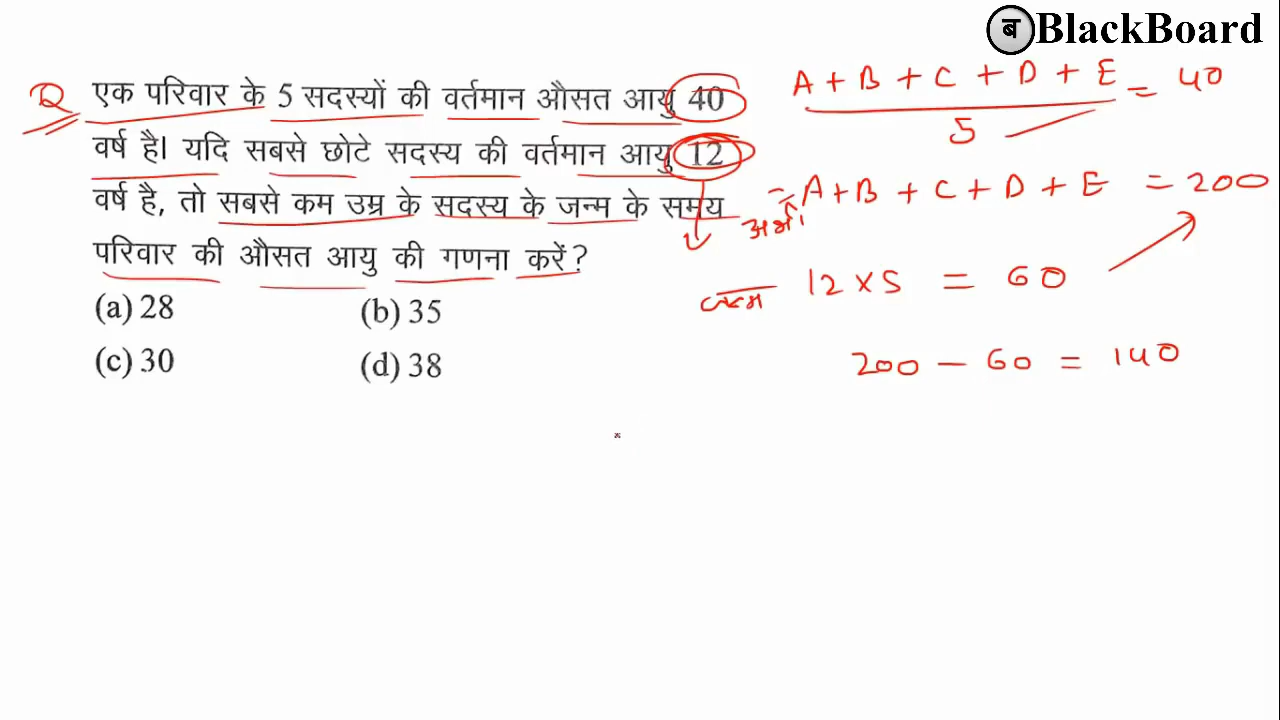 ब BlackBoard
Q एक परिवार के 5 सदस्यों की वर्तमान औसत आयु 40
वर्ष है। यदि सबसे छोटे सदस्य की वर्तमान आयु 12
वर्ष है, तो सबसे कम उम्र के सदस्य के जन्म के समय
परिवार की औसत आयु की गणना करें?
(a) 28
(b) 35
(c) 30
(d) 38
A + B + C + D + E = 40
5
A + B + C + D + E = 200
जन्म 12 × 5 = 60
200 - 60 = 140